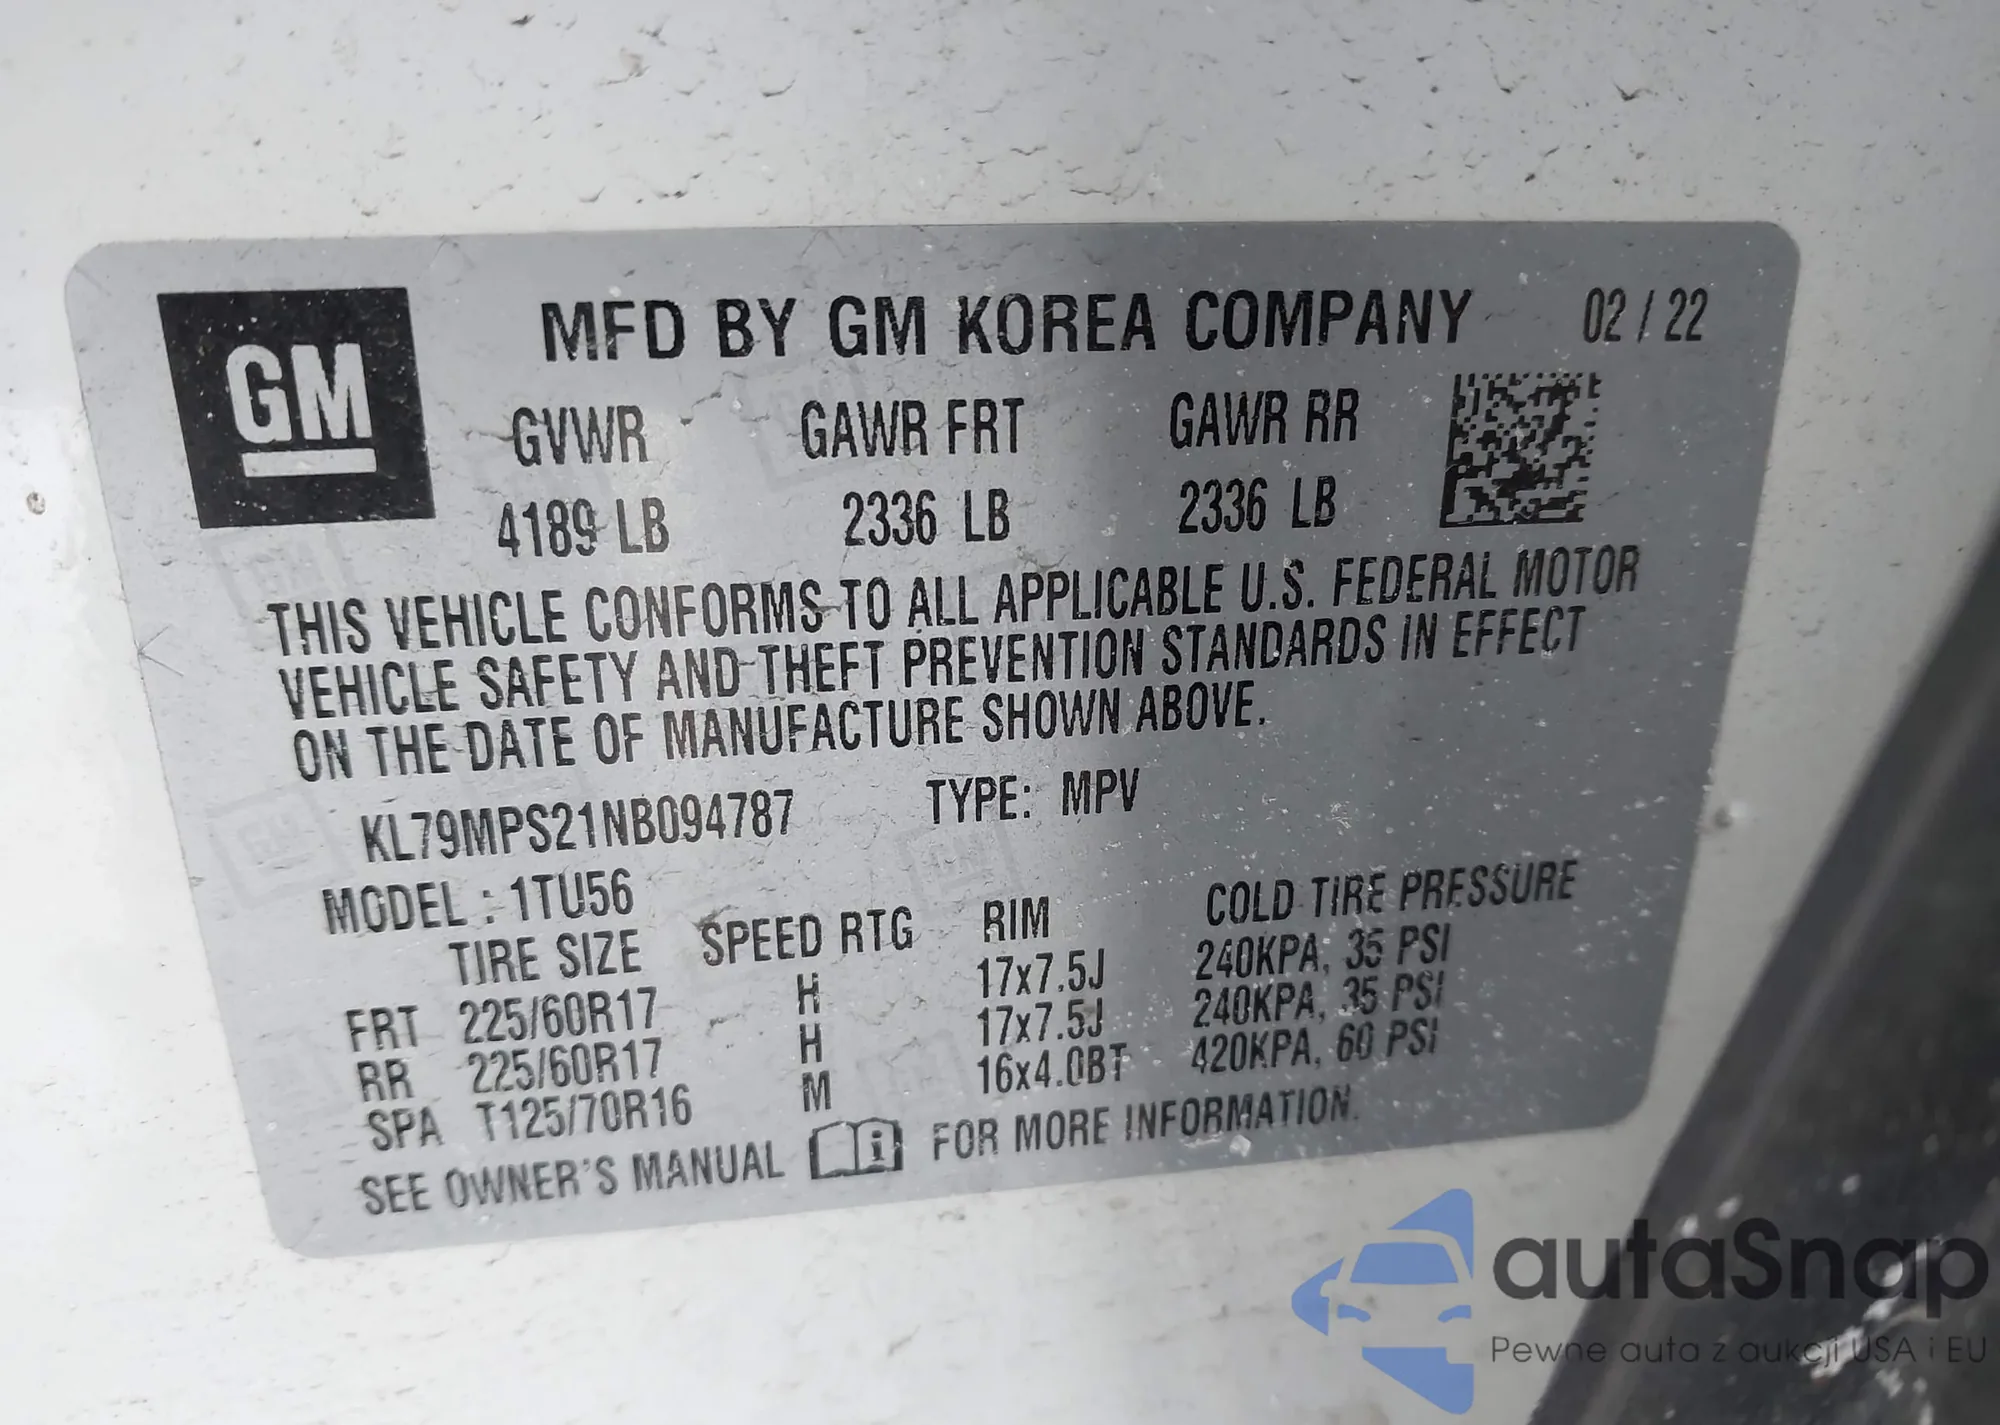 GM
MFD BY GM KOREA COMPANY 02 / 22
GVWR GAWR FRT GAWR RR
4189 LB 2336 LB 2336 LB
THIS VEHICLE CONFORMS TO ALL APPLICABLE U.S. FEDERAL MOTOR
VEHICLE SAFETY AND THEFT PREVENTION STANDARDS IN EFFECT
ON THE DATE OF MANUFACTURE SHOWN ABOVE.
KL79MPS21NB094787 TYPE: MPV
MODEL : 1TU56
TIRE SIZE SPEED RTG RIM COLD TIRE PRESSURE
FRT 225/60R17 H 17x7.5J 240KPA, 35 PSI
RR 225/60R17 H 17x7.5J 240KPA, 35 PSI
SPA T125/70R16 M 16x4.0BT 420KPA, 60 PSI
SEE OWNER'S MANUAL i FOR MORE INFORMATION.
autaSnap
Pewne auta z aukcji USA i EU